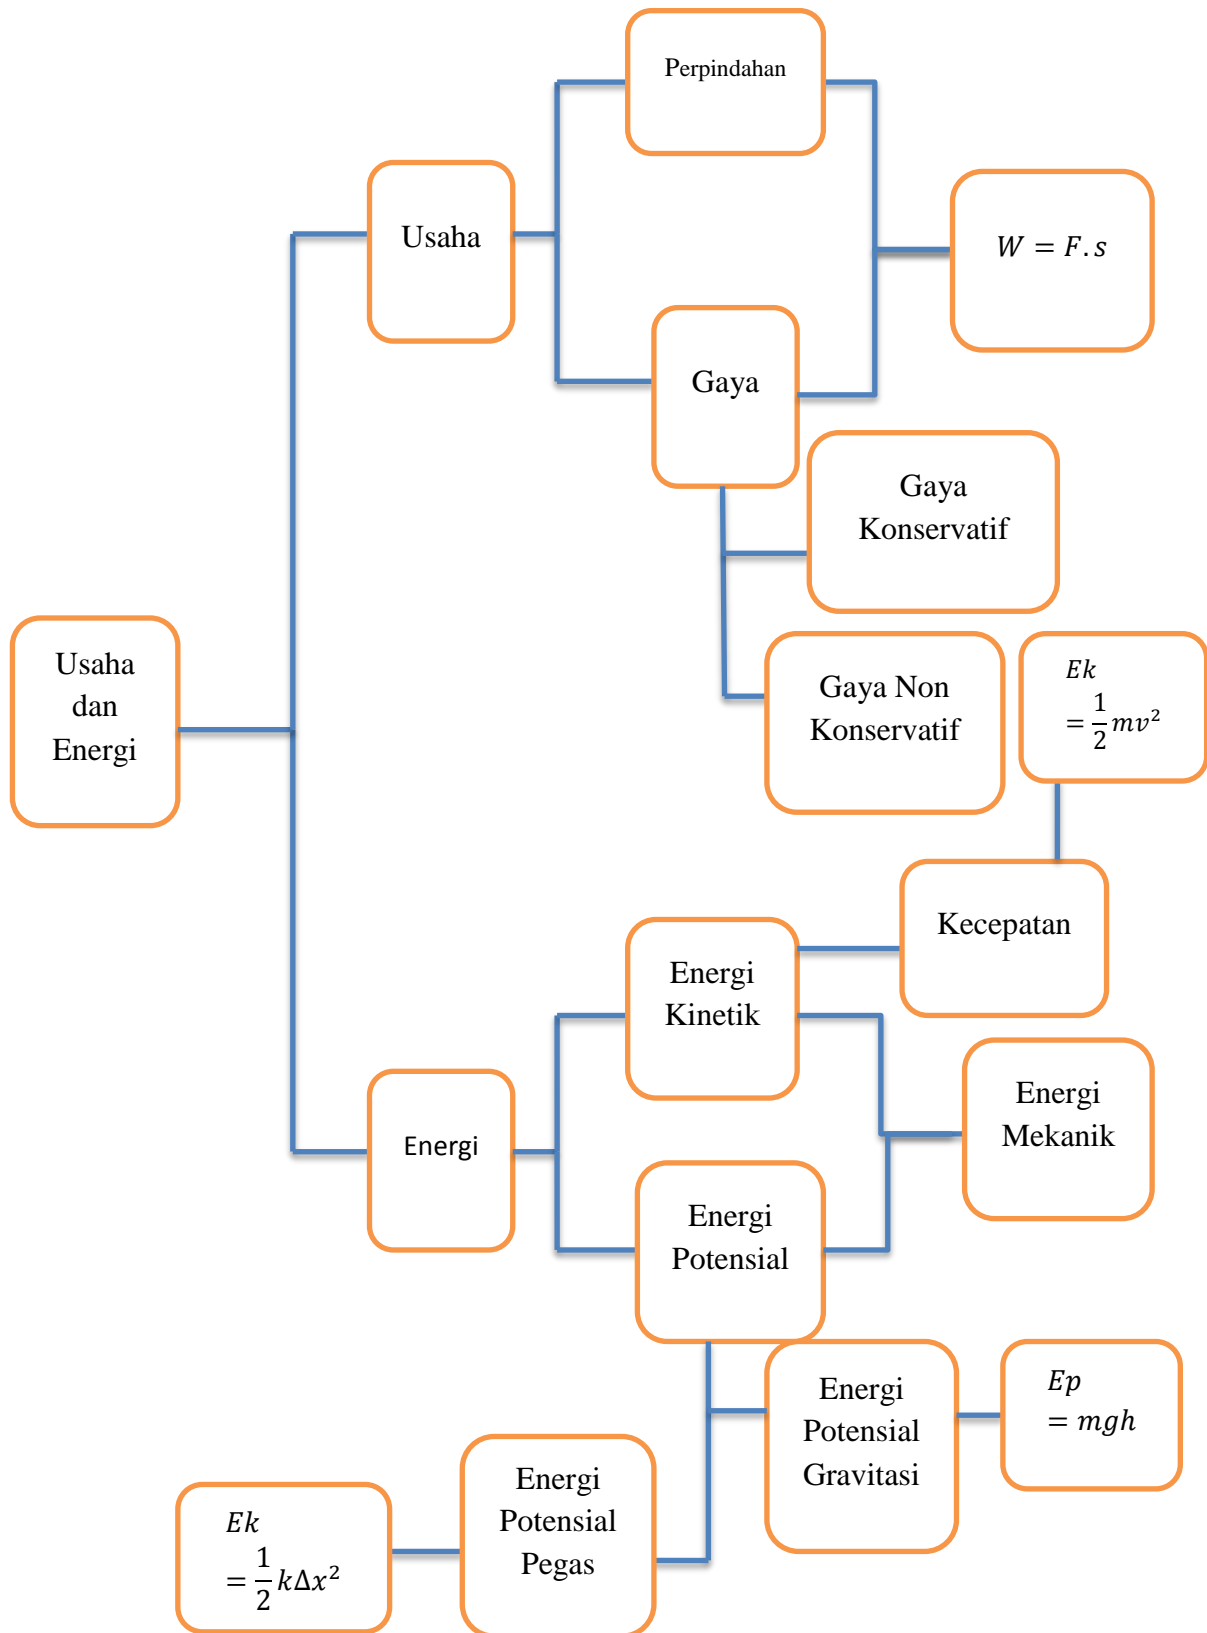 Perpindahan
Usaha
W = F.s
Gaya
Gaya
Konservatif
Usaha
dan
Energi
Gaya Non
Konservatif
Ek
= 1/2 mv²
Kecepatan
Energi
Kinetik
Energi
Mekanik
Energi
Energi
Potensial
Energi
Potensial
Gravitasi
Ep
= mgh
Energi
Potensial
Pegas
Ek
= 1/2 kΔx²